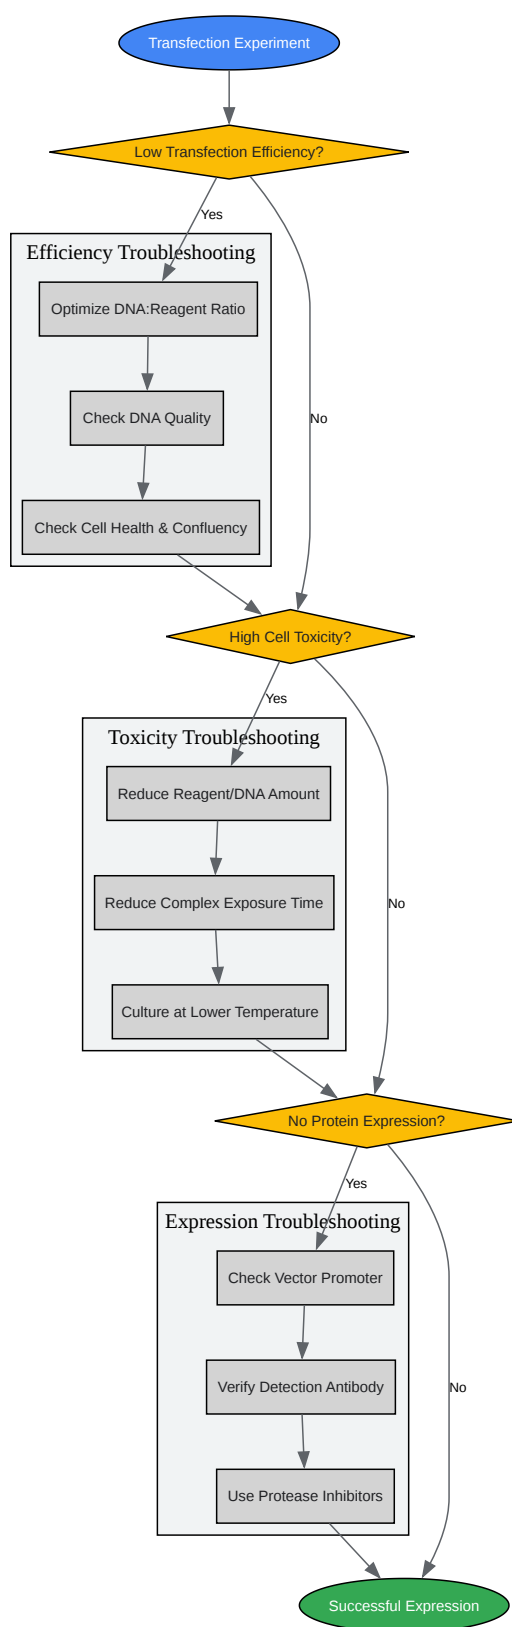 Transfection Experiment
Low Transfection Efficiency?
Yes
Efficiency Troubleshooting
Optimize DNA:Reagent Ratio
Check DNA Quality
No
Check Cell Health & Confluency
High Cell Toxicity?
Yes
Toxicity Troubleshooting
Reduce Reagent/DNA Amount
Reduce Complex Exposure Time
No
Culture at Lower Temperature
No Protein Expression?
Yes
Expression Troubleshooting
Check Vector Promoter
Verify Detection Antibody
No
Use Protease Inhibitors
Successful Expression